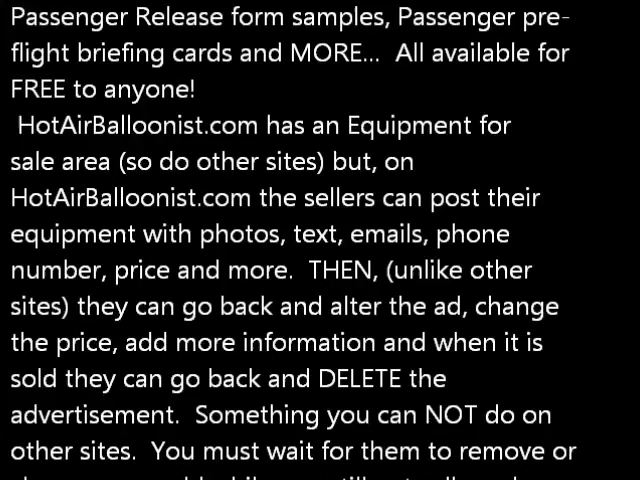 Passenger Release form samples, Passenger pre-
flight briefing cards and MORE...  All available for
FREE to anyone!
HotAirBalloonist.com has an Equipment for
sale area (so do other sites) but, on
HotAirBalloonist.com the sellers can post their
equipment with photos, text, emails, phone
number, price and more.  THEN, (unlike other
sites) they can go back and alter the ad, change
the price, add more information and when it is
sold they can go back and DELETE the
advertisement.  Something you can NOT do on
other sites.  You must wait for them to remove or